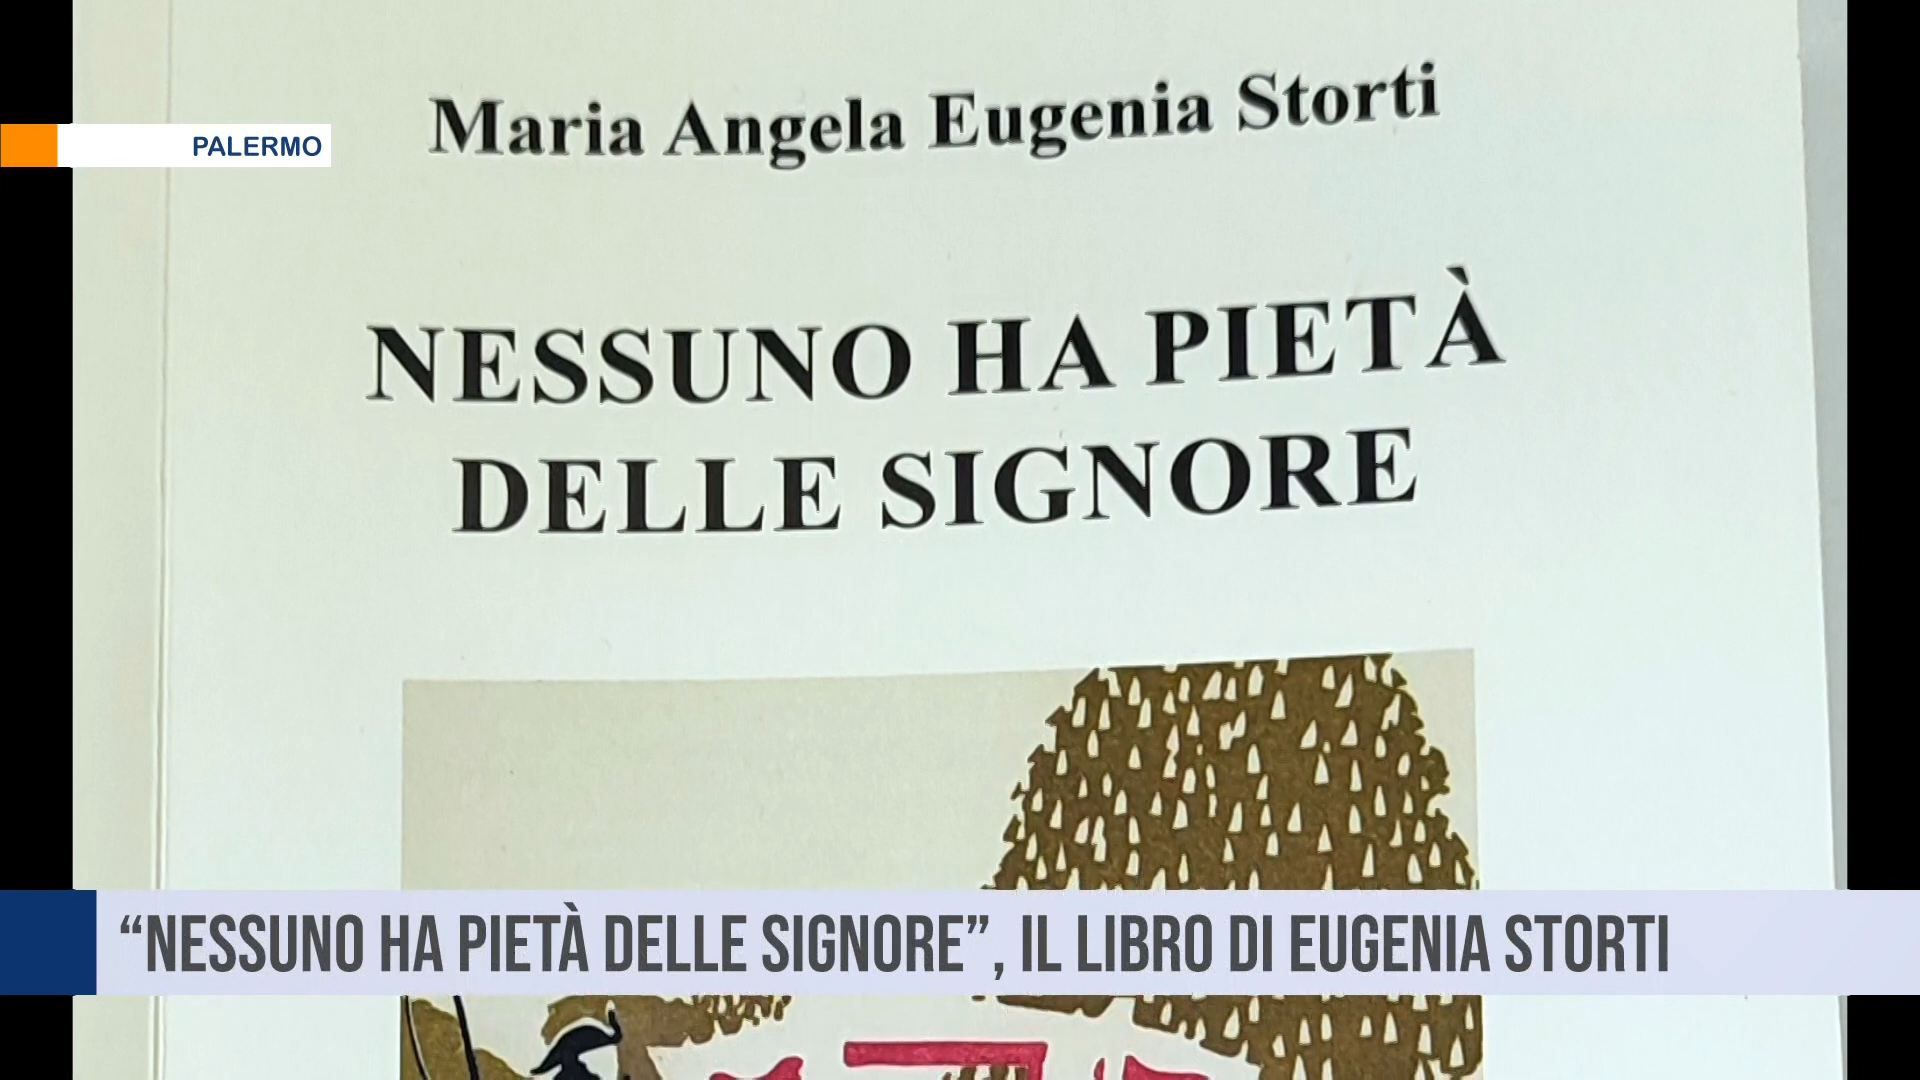 Maria Angela Eugenia Storti
PALERMO
NESSUNO HA PIETÀ
DELLE SIGNORE
“NESSUNO HA PIETÀ DELLE SIGNORE”, IL LIBRO DI EUGENIA STORTI